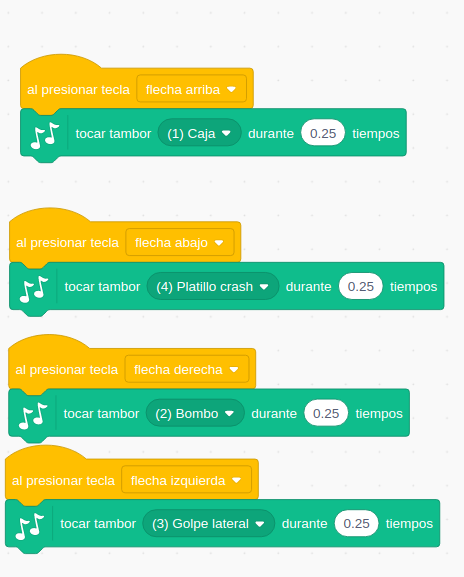 al presionar tecla flecha arriba
tocar tambor (1) Caja durante 0.25 tiempos
al presionar tecla flecha abajo
tocar tambor (4) Platillo crash durante 0.25 tiempos
al presionar tecla flecha derecha
tocar tambor (2) Bombo durante 0.25 tiempos
al presionar tecla flecha izquierda
tocar tambor (3) Golpe lateral durante 0.25 tiempos